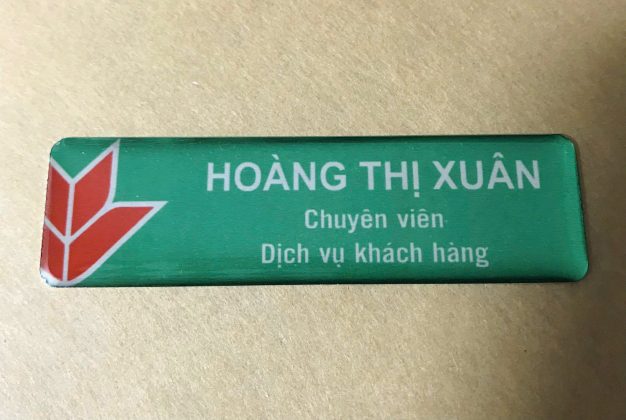 HOÀNG THỊ XUÂN
Chuyên viên
Dịch vụ khách hàng